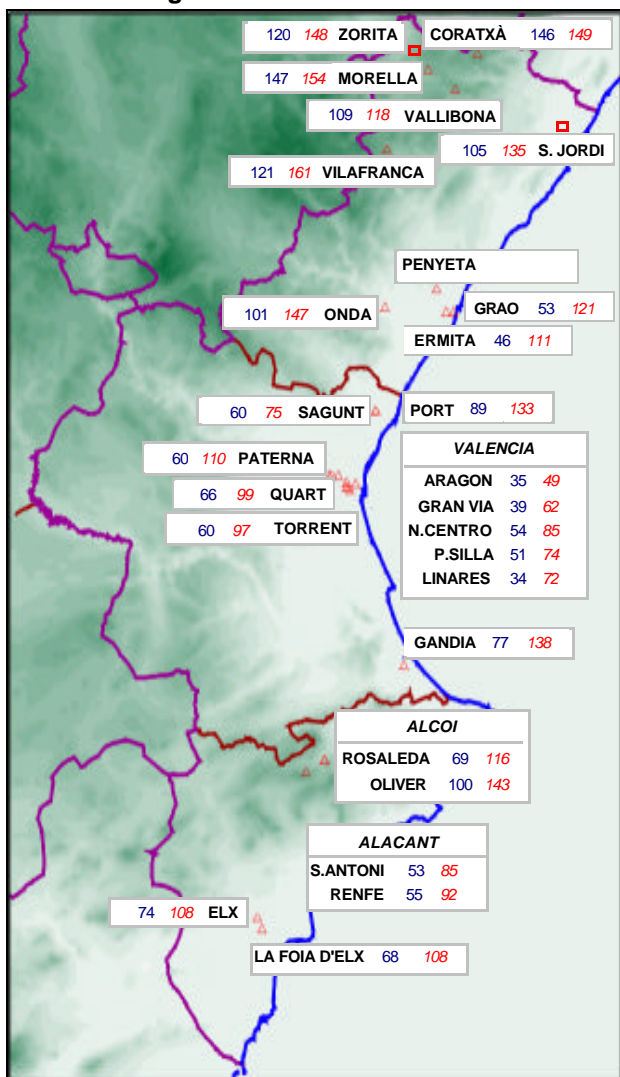 120 148 ZORITA
CORATXÀ 146 149
147 154 MORELLA
109 118 VALLIBONA
105 135 S. JORDI
121 161 VILAFRANCA
PENYETA
101 147 ONDA
GRAO 53 121
ERMITA 46 111
60 75 SAGUNT
PORT 89 133
60 110 PATERNA
66 99 QUART
60 97 TORRENT
VALENCIA
ARAGON 35 49
GRAN VIA 39 62
N.CENTRO 54 85
P.SILLA 51 74
LINARES 34 72
GANDIA 77 138
ALCOI
ROSALEDA 69 116
OLIVER 100 143
ALACANT
S.ANTONI 53 85
RENFE 55 92
74 108 ELX
LA FOIA D'ELX 68 108